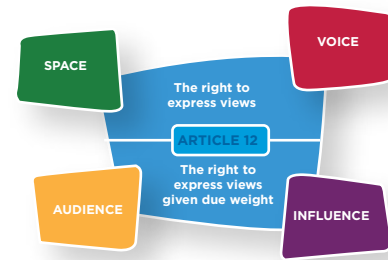 SPACE
VOICE
The right to
express views
ARTICLE 12
The right to
express views
given due weight
AUDIENCE
INFLUENCE